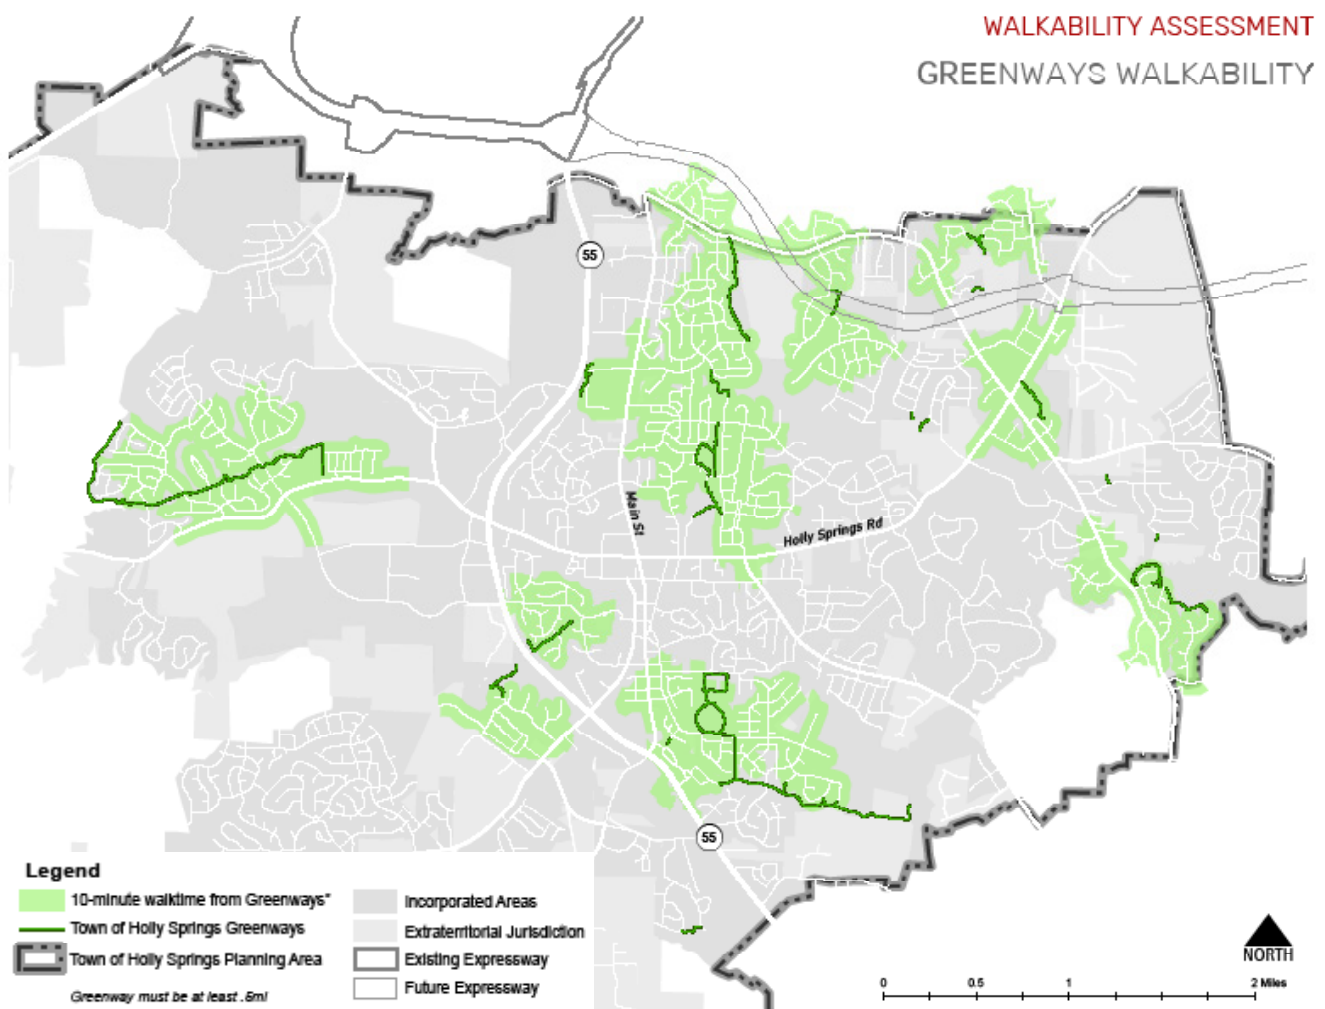 WALKABILITY ASSESSMENT
GREENWAYS WALKABILITY
55
Main St
Holly Springs Rd
55
Legend
10-minute walktime from Greenways*
Town of Holly Springs Greenways
Town of Holly Springs Planning Area
Greenway must be at least .5mi
Incorporated Areas
Extraterritorial Jurisdiction
Existing Expressway
Future Expressway
NORTH
0 0.5 1 2 Miles